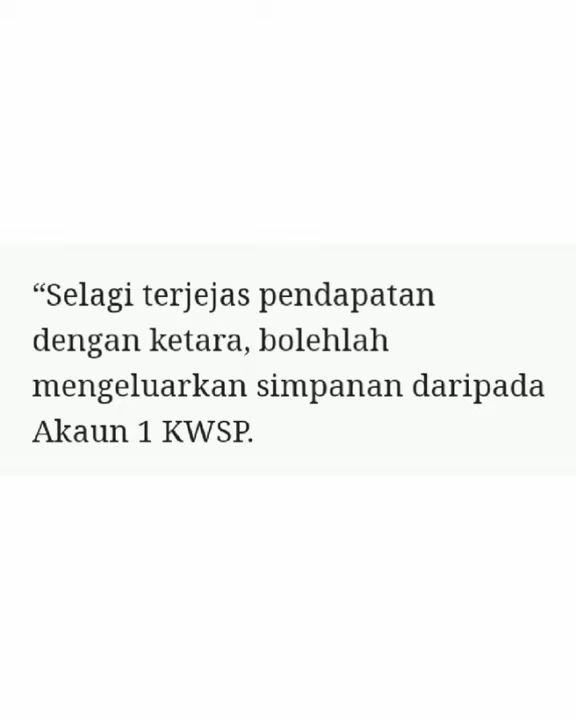 “Selagi terjejas pendapatan
dengan ketara, bolehlah
mengeluarkan simpanan daripada
Akaun 1 KWSP.